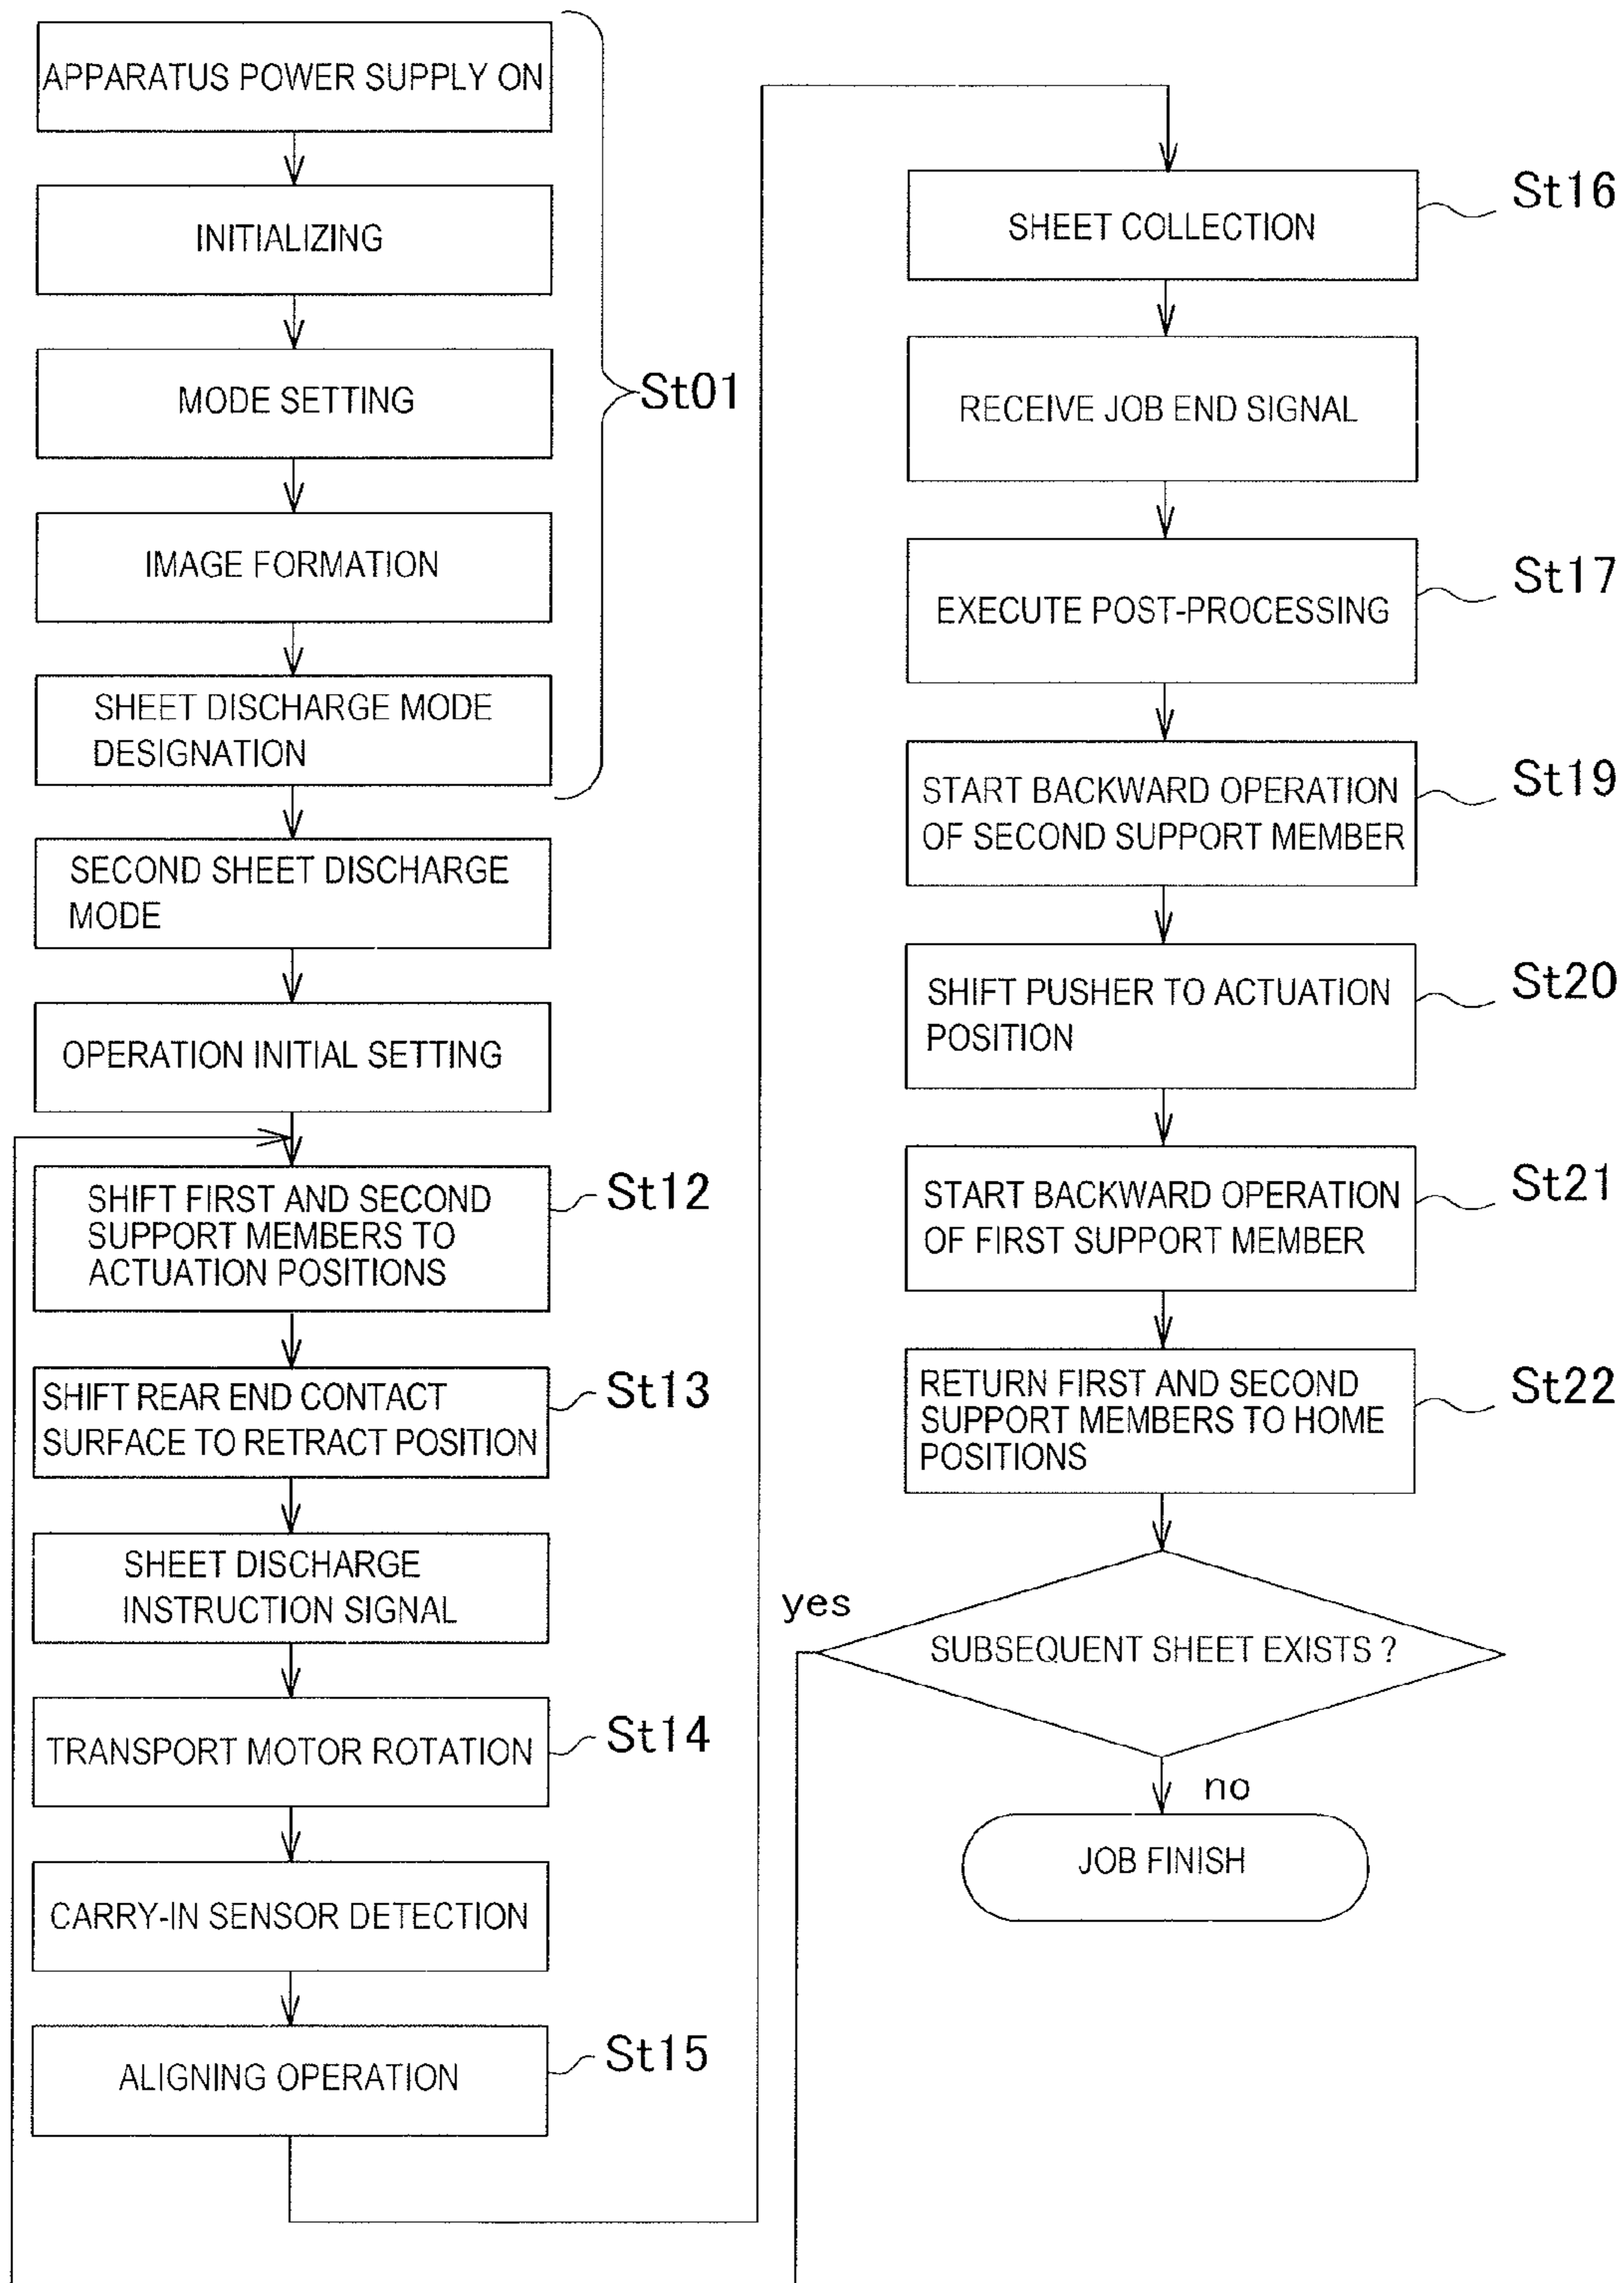 APPARATUS POWER SUPPLY ON
INITIALIZING
MODE SETTING
St01
IMAGE FORMATION
SHEET DISCHARGE MODE
DESIGNATION
SECOND SHEET DISCHARGE
MODE
OPERATION INITIAL SETTING
SHIFT FIRST AND SECOND
SUPPORT MEMBERS TO
ACTUATION POSITIONS
St12
SHIFT REAR END CONTACT
SURFACE TO RETRACT POSITION
St13
SHEET DISCHARGE
INSTRUCTION SIGNAL
TRANSPORT MOTOR ROTATION
St14
CARRY-IN SENSOR DETECTION
ALIGNING OPERATION
St15
SHEET COLLECTION
St16
RECEIVE JOB END SIGNAL
EXECUTE POST-PROCESSING
St17
START BACKWARD OPERATION
OF SECOND SUPPORT MEMBER
St19
SHIFT PUSHER TO ACTUATION
POSITION
St20
START BACKWARD OPERATION
OF FIRST SUPPORT MEMBER
St21
RETURN FIRST AND SECOND
SUPPORT MEMBERS TO HOME
POSITIONS
St22
yes
SUBSEQUENT SHEET EXISTS ?
no
JOB FINISH